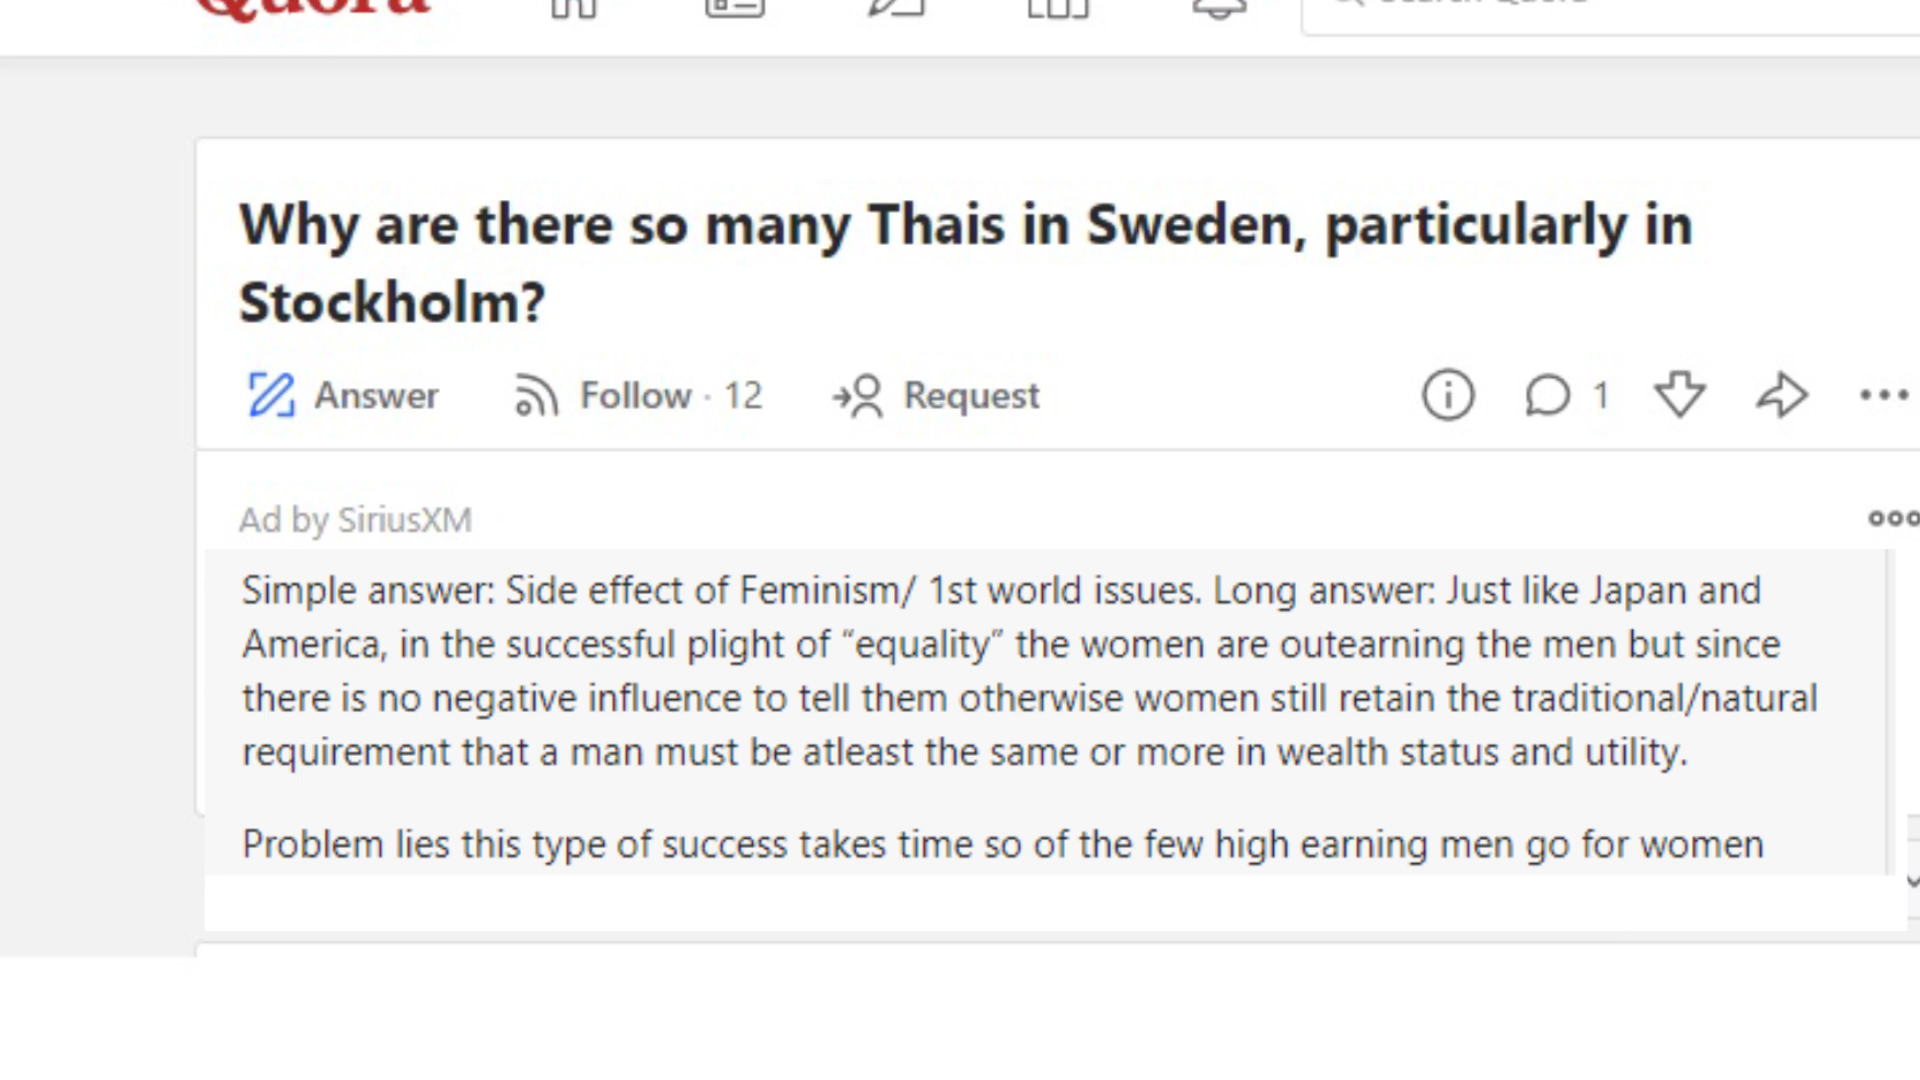 Quora
Search Quora
Why are there so many Thais in Sweden, particularly in
Stockholm?
Answer
Follow · 12
Request
1
Ad by SiriusXM
Simple answer: Side effect of Feminism/ 1st world issues. Long answer: Just like Japan and
America, in the successful plight of “equality” the women are outearning the men but since
there is no negative influence to tell them otherwise women still retain the traditional/natural
requirement that a man must be atleast the same or more in wealth status and utility.
Problem lies this type of success takes time so of the few high earning men go for women